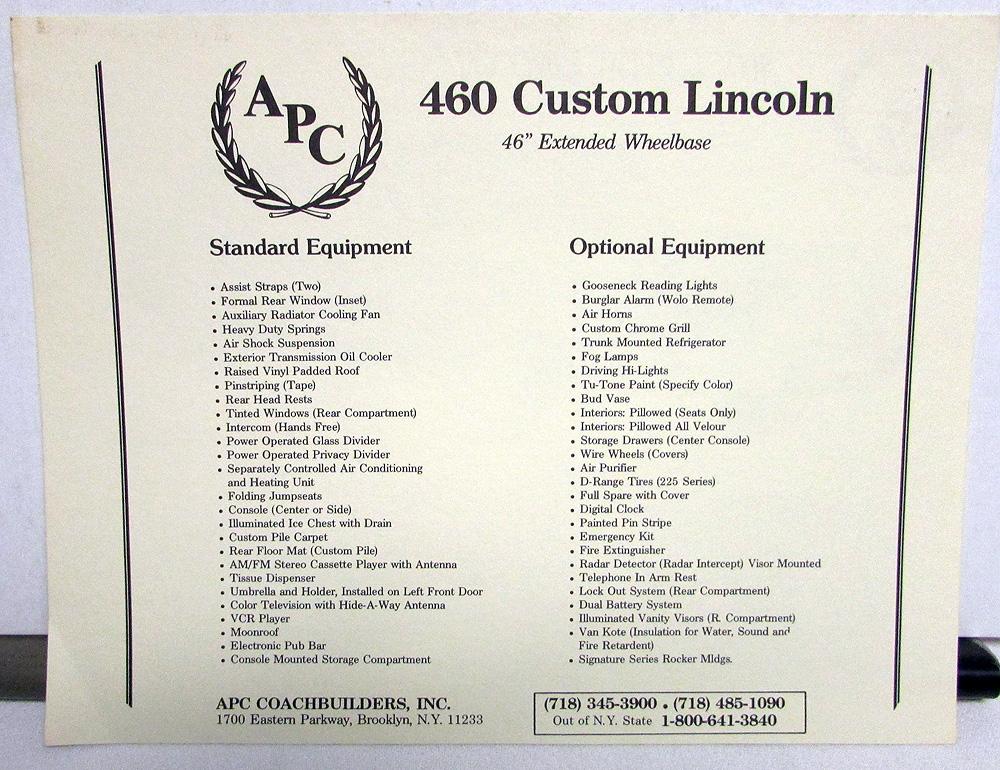 APC
460 Custom Lincoln
46” Extended Wheelbase
Standard Equipment
• Assist Straps (Two)
• Formal Rear Window (Inset)
• Auxiliary Radiator Cooling Fan
• Heavy Duty Springs
• Air Shock Suspension
• Exterior Transmission Oil Cooler
• Raised Vinyl Padded Roof
• Pinstriping (Tape)
• Rear Head Rests
• Tinted Windows (Rear Compartment)
• Intercom (Hands Free)
• Power Operated Glass Divider
• Power Operated Privacy Divider
• Separately Controlled Air Conditioning
and Heating Unit
• Folding Jumpseats
• Console (Center or Side)
• Illuminated Ice Chest with Drain
• Custom Pile Carpet
• Rear Floor Mat (Custom Pile)
• AM/FM Stereo Cassette Player with Antenna
• Tissue Dispenser
• Umbrella and Holder, Installed on Left Front Door
• Color Television with Hide-A-Way Antenna
• VCR Player
• Moonroof
• Electronic Pub Bar
• Console Mounted Storage Compartment
Optional Equipment
• Gooseneck Reading Lights
• Burglar Alarm (Wolo Remote)
• Air Horns
• Custom Chrome Grill
• Trunk Mounted Refrigerator
• Fog Lamps
• Driving Hi-Lights
• Tu-Tone Paint (Specify Color)
• Bud Vase
• Interiors: Pillowed (Seats Only)
• Interiors: Pillowed All Velour
• Storage Drawers (Center Console)
• Wire Wheels (Covers)
• Air Purifier
• D-Range Tires (225 Series)
• Full Spare with Cover
• Digital Clock
• Painted Pin Stripe
• Emergency Kit
• Fire Extinguisher
• Radar Detector (Radar Intercept) Visor Mounted
• Telephone In Arm Rest
• Lock Out System (Rear Compartment)
• Dual Battery System
• Illuminated Vanity Visors (R. Compartment)
• Van Kote (Insulation for Water, Sound and
Fire Retardent)
• Signature Series Rocker Mldgs.
APC COACHBUILDERS, INC.
1700 Eastern Parkway, Brooklyn, N.Y. 11233
(718) 345-3900 • (718) 485-1090
Out of N.Y. State 1-800-641-3840